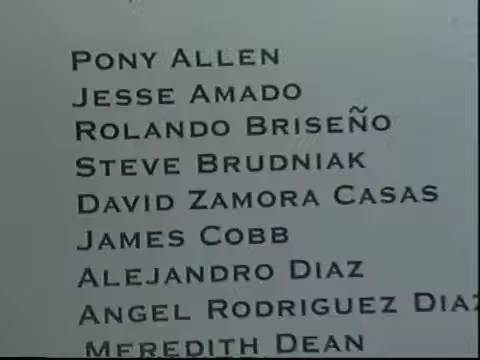 PONY ALLEN
JESSE AMADO
ROLANDO BRISEÑO
STEVE BRUDNIAK
DAVID ZAMORA CASAS
JAMES COBB
ALEJANDRO DIAZ
ANGEL RODRIGUEZ DIAZ
MEREDITH DEAN